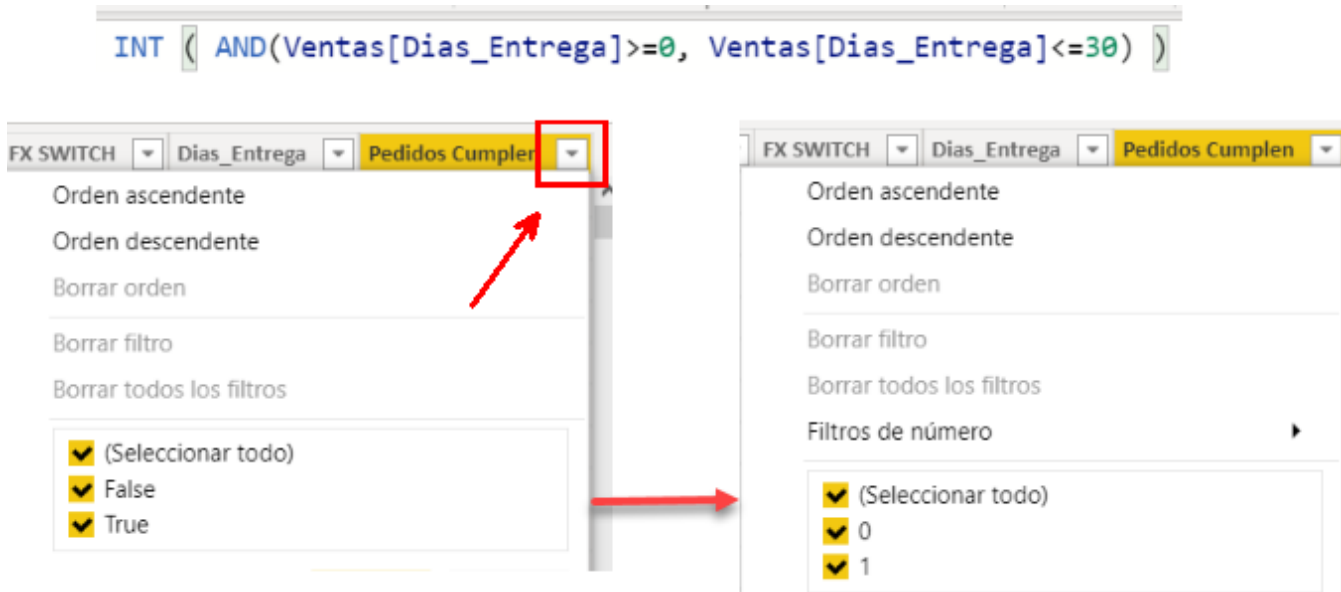 INT ( AND(Ventas[Dias_Entrega]>=0, Ventas[Dias_Entrega]<=30) )
FX SWITCH Dias_Entrega Pedidos Cumplen
Orden ascendente
Orden descendente
Borrar orden
Borrar filtro
Borrar todos los filtros
(Seleccionar todo)
False
True
FX SWITCH Dias_Entrega Pedidos Cumplen
Orden ascendente
Orden descendente
Borrar orden
Borrar filtro
Borrar todos los filtros
Filtros de número
(Seleccionar todo)
0
1